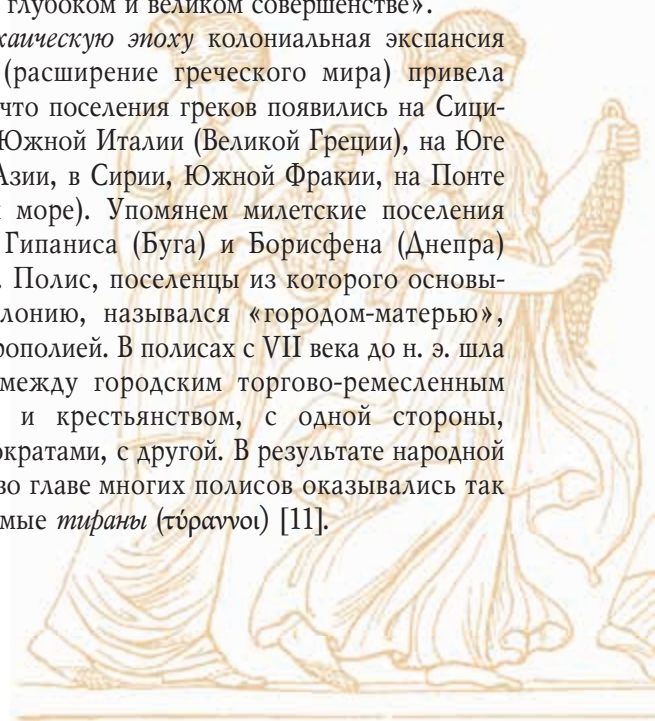 глубоком и великом совершенстве».
хаическую эпоху колониальная экспансия
(расширение греческого мира) привела
что поселения греков появились на Сици-
Южной Италии (Великой Греции), на Юге
Азии, в Сирии, Южной Фракии, на Понте
море). Упомянем милетские поселения
Гипаниса (Буга) и Борисфена (Днепра)
. Полис, поселенцы из которого основы-
лонию, назывался «городом-матерью»,
рополией. В полисах с VII века до н. э. шла
между городским торгово-ремесленным
и крестьянством, с одной стороны,
ократами, с другой. В результате народной
во главе многих полисов оказывались так
мые тираны (τύραννοι) [11].